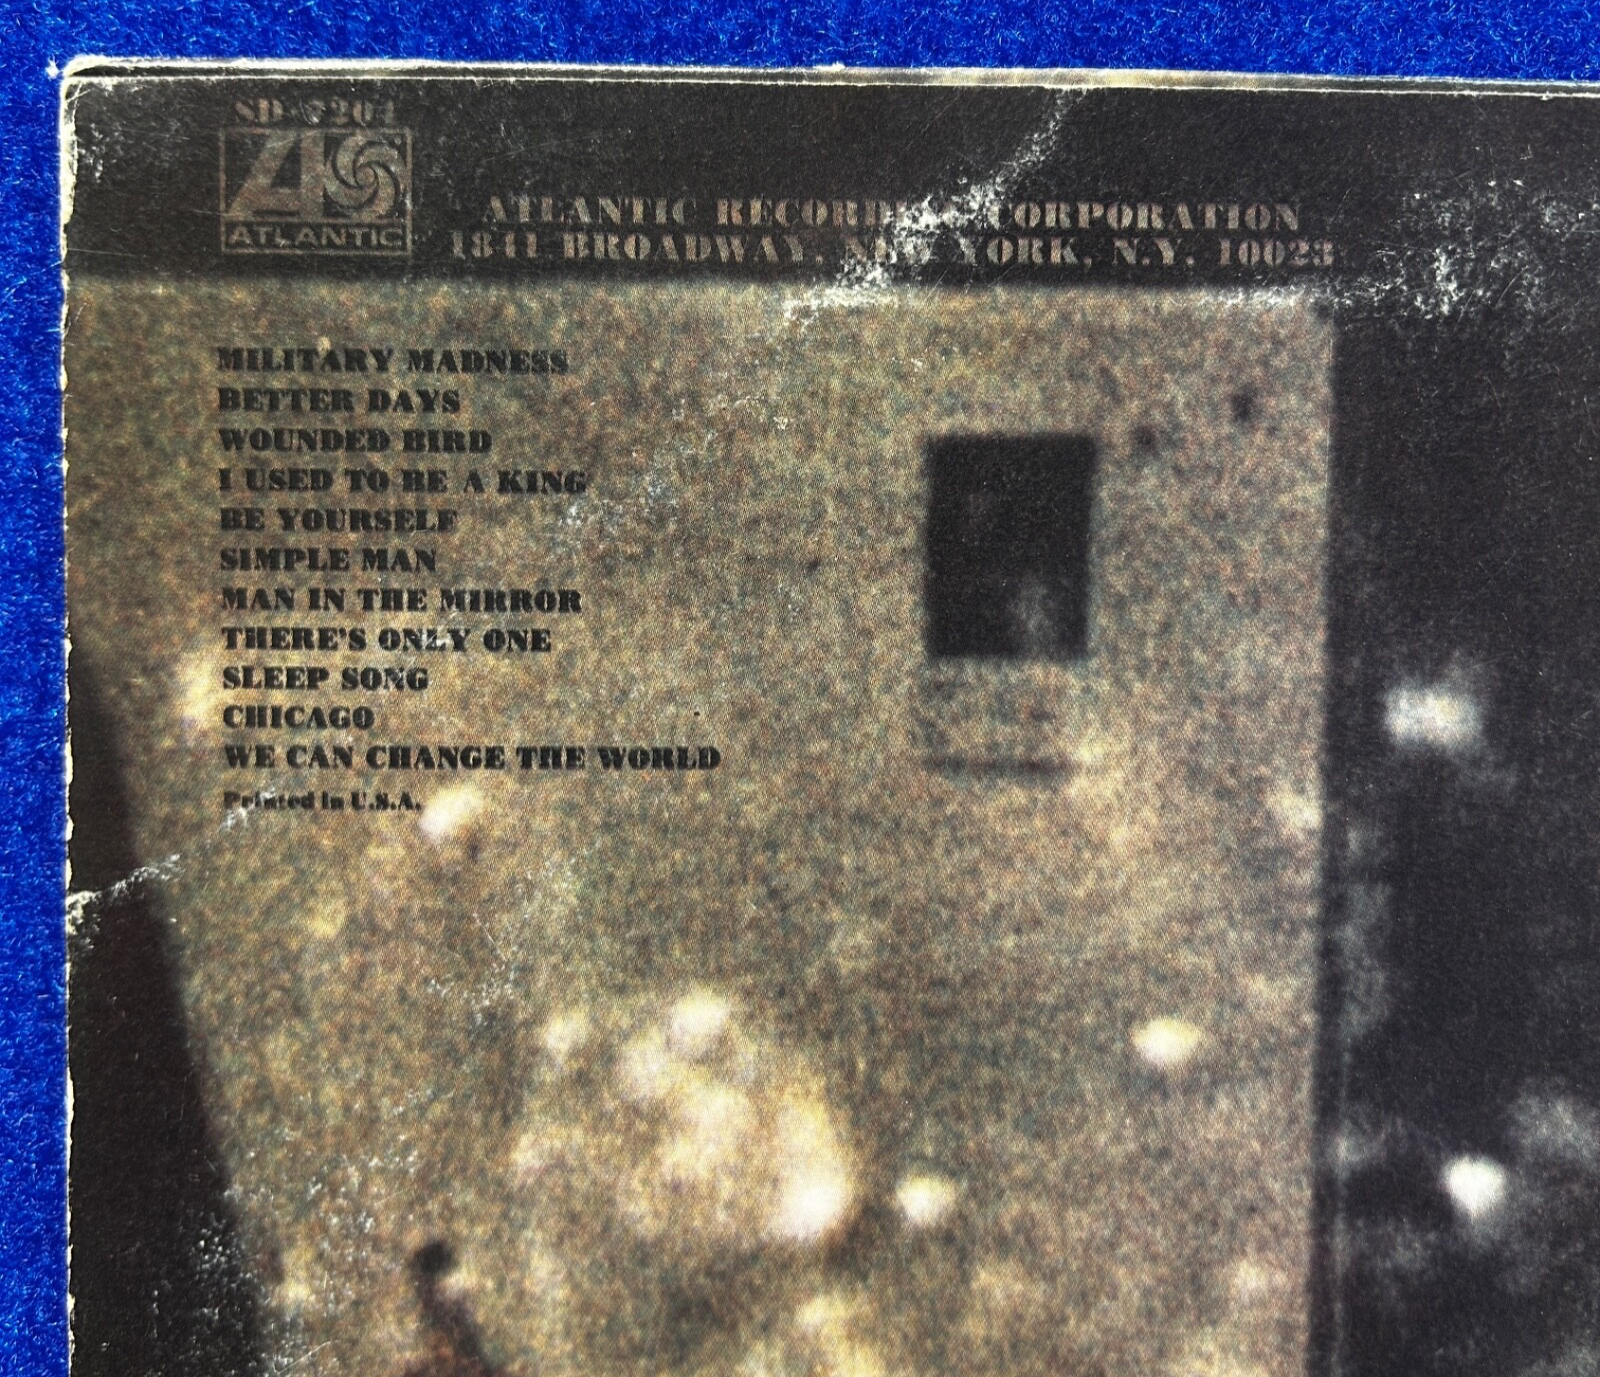 SD 7204
ATLANTIC
ATLANTIC RECORDING CORPORATION
1841 BROADWAY, NEW YORK, N.Y. 10023
MILITARY MADNESS
BETTER DAYS
WOUNDED BIRD
I USED TO BE A KING
BE YOURSELF
SIMPLE MAN
MAN IN THE MIRROR
THERE'S ONLY ONE
SLEEP SONG
CHICAGO
WE CAN CHANGE THE WORLD
Printed in U.S.A.